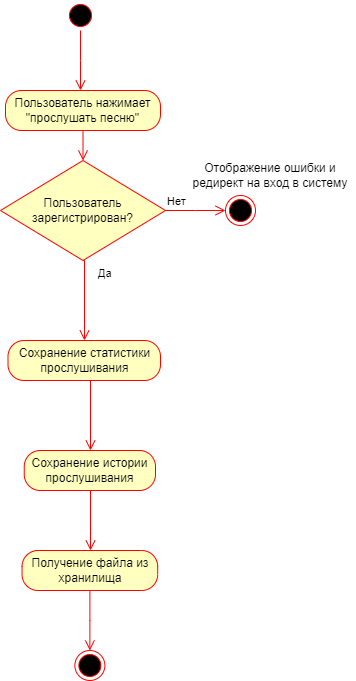 Пользователь нажимает
"прослушать песню"
Отображение ошибки и
редирект на вход в систему
Пользователь
зарегистрирован?
Нет
Да
Сохранение статистики
прослушивания
Сохранение истории
прослушивания
Получение файла из
хранилища